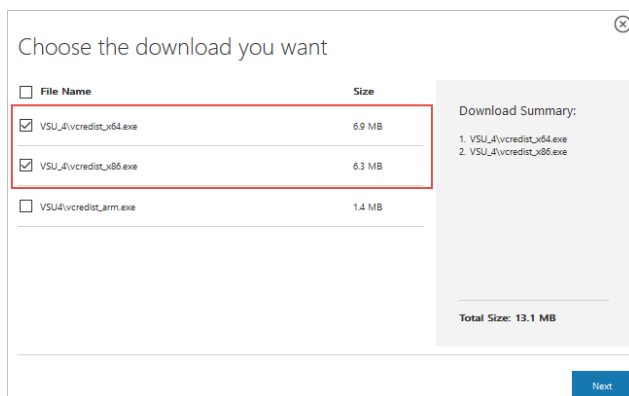 Choose the download you want
File Name Size
VSU_4\vcredist_x64.exe 6.9 MB
VSU_4\vcredist_x86.exe 6.3 MB
VSU4\vcredist_arm.exe 1.4 MB
Download Summary:
1. VSU_4\vcredist_x64.exe
2. VSU_4\vcredist_x86.exe
Total Size: 13.1 MB
Next